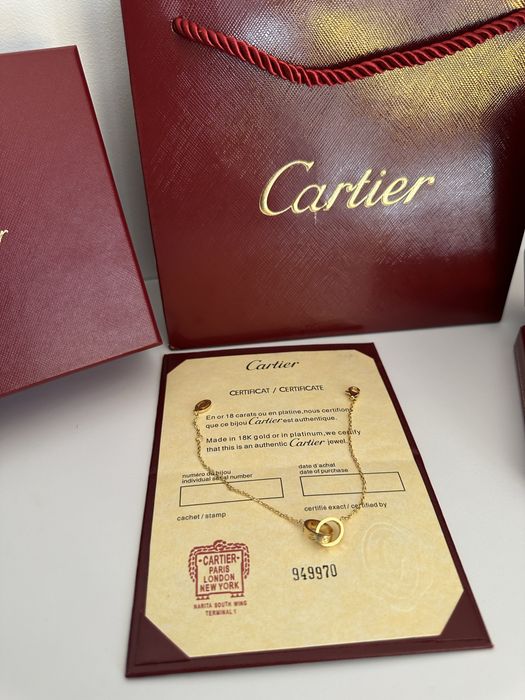 Cartier
r
Cartier
CERTIFICAT / CERTIFICATE
En or 18 carats ou en platine,nous certifion
que ce bijou Cartier est authentique.
Made in 18K gold or in platinum,we certify
that this is an authentic Cartier jewel.
numéro du bijou
individual serial number
date d'achat
date of purchase
cachet / stamp
certifié exact / certified by
-CARTIER-
PARIS
LONDON
NEW YORK
NARITA SOUTH WING
TERMINAL 1
949970